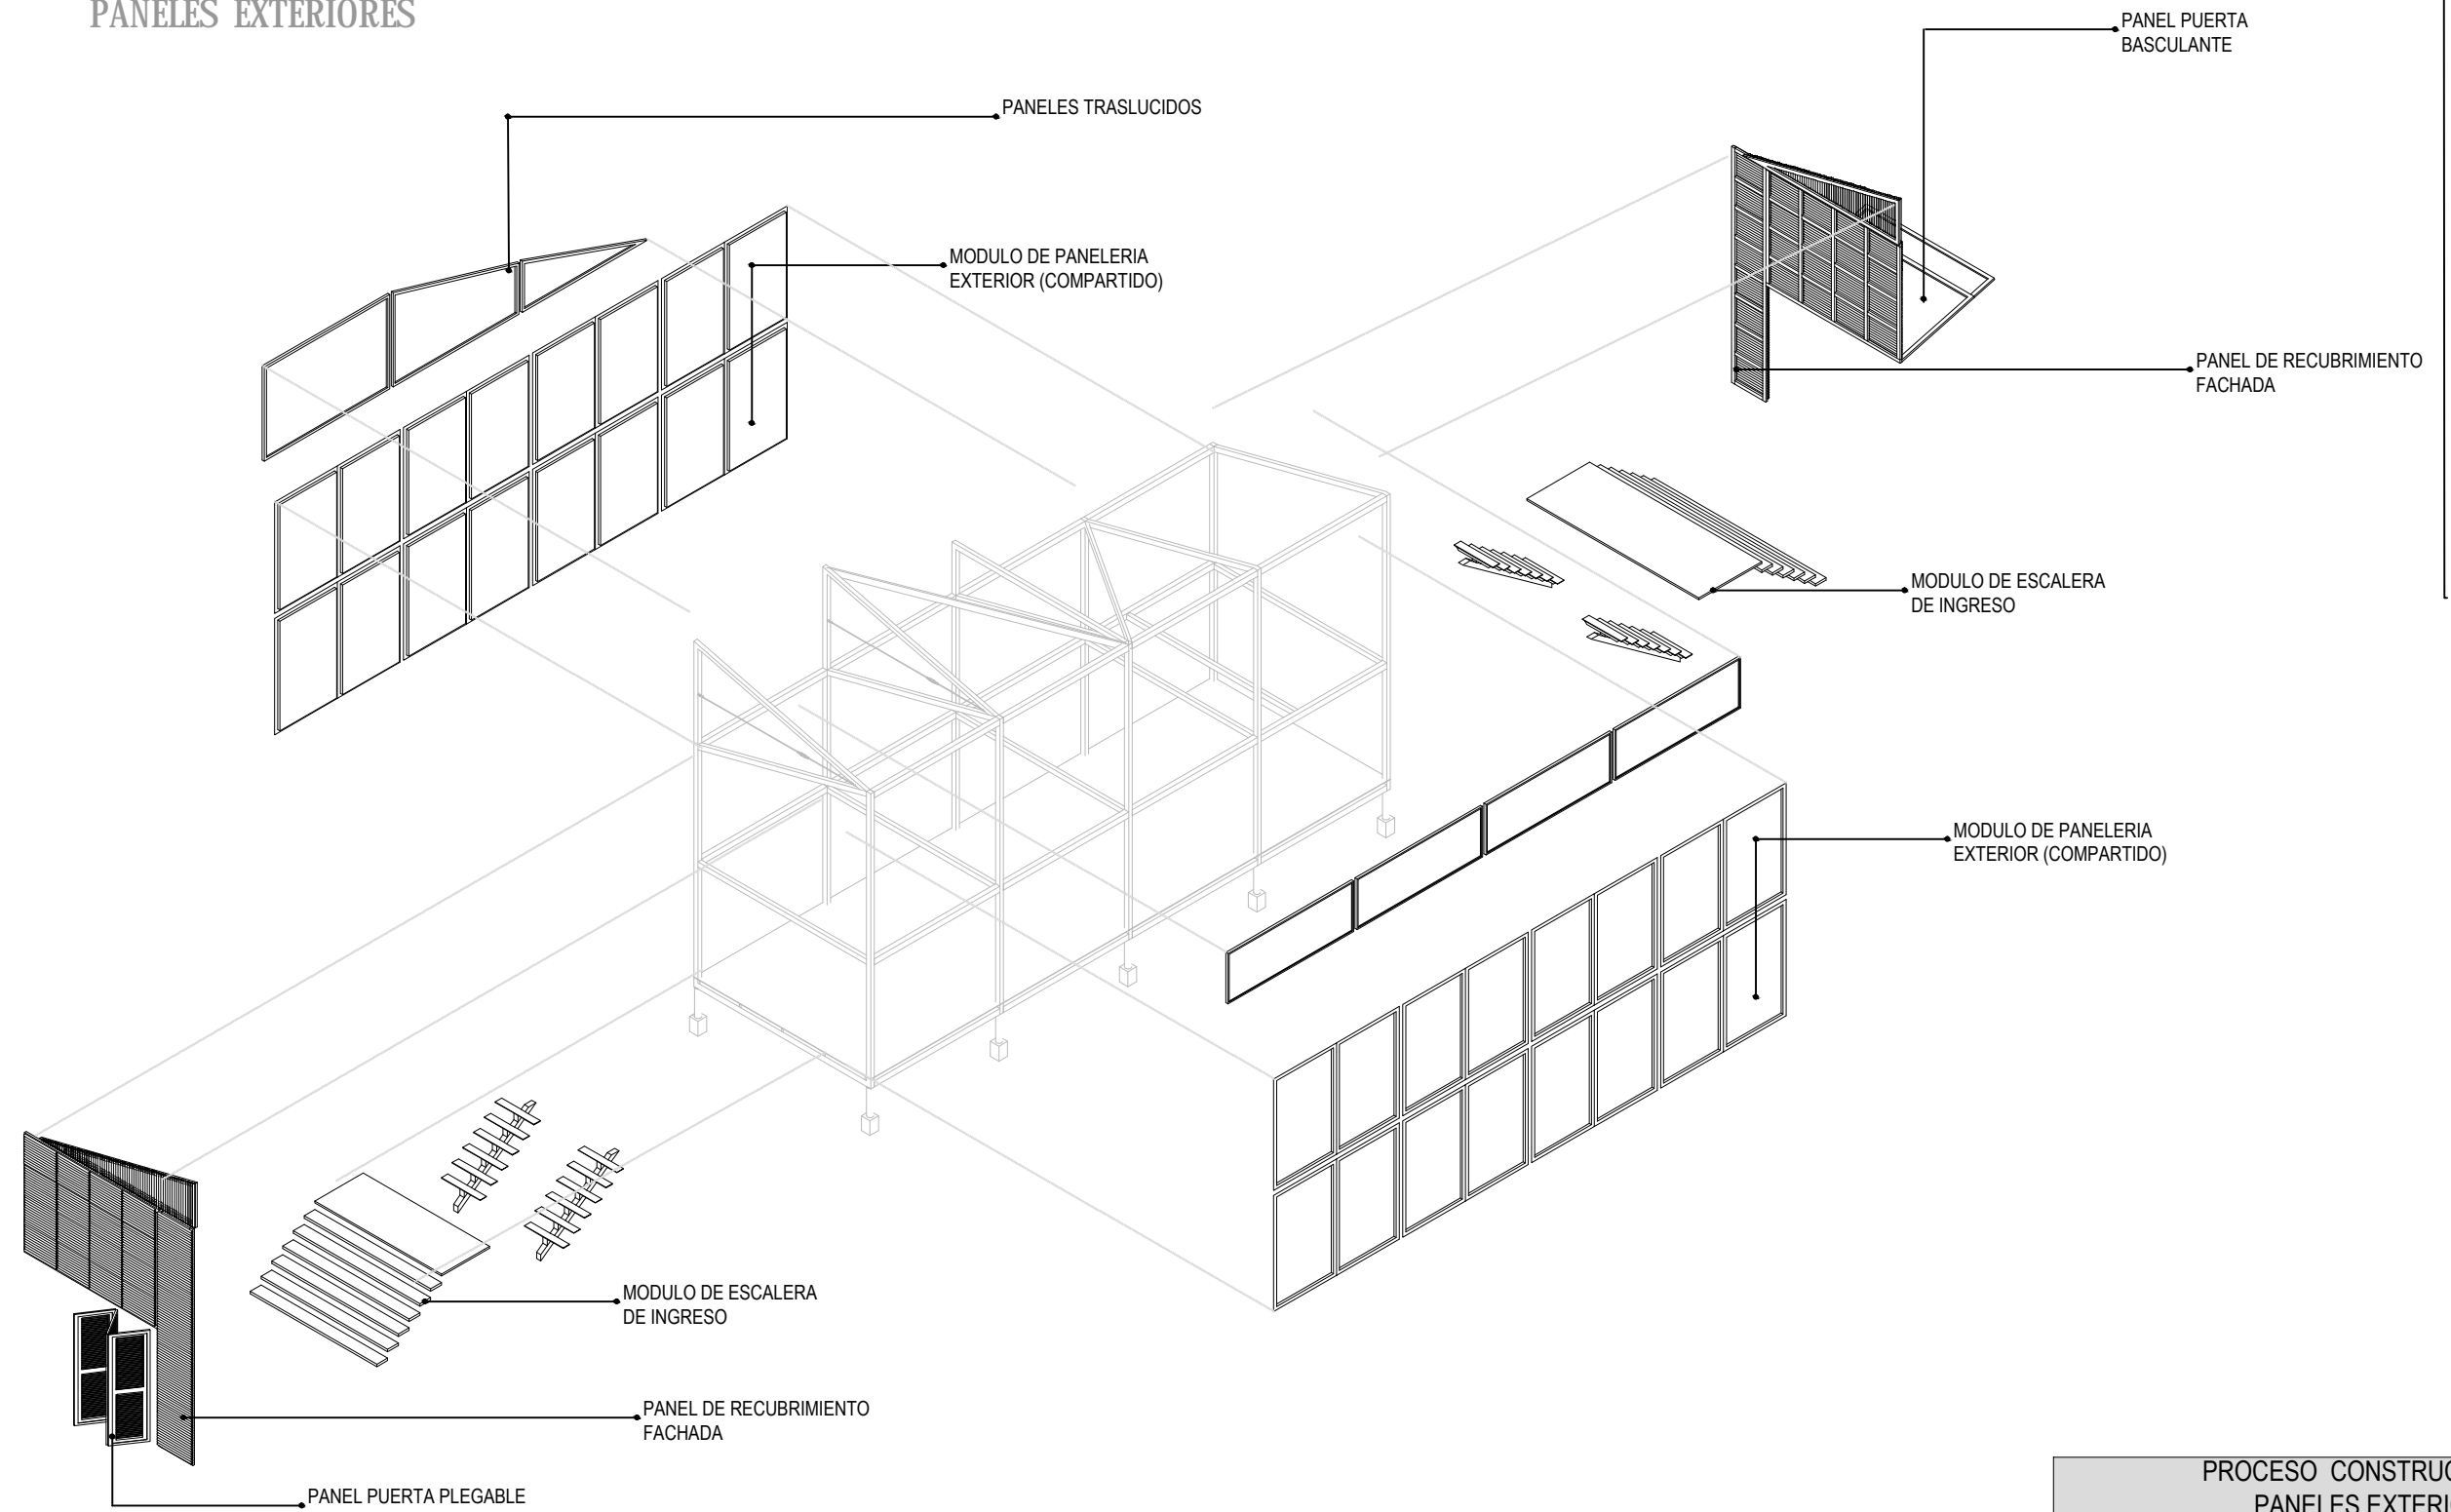 PANELES EXTERIORES
PANEL PUERTA
BASCULANTE
PANELES TRASLUCIDOS
MODULO DE PANELERIA
EXTERIOR (COMPARTIDO)
PANEL DE RECUBRIMIENTO
FACHADA
MODULO DE ESCALERA
DE INGRESO
MODULO DE PANELERIA
EXTERIOR (COMPARTIDO)
MODULO DE ESCALERA
DE INGRESO
PANEL DE RECUBRIMIENTO
FACHADA
PANEL PUERTA PLEGABLE
PROCESO
PANELES